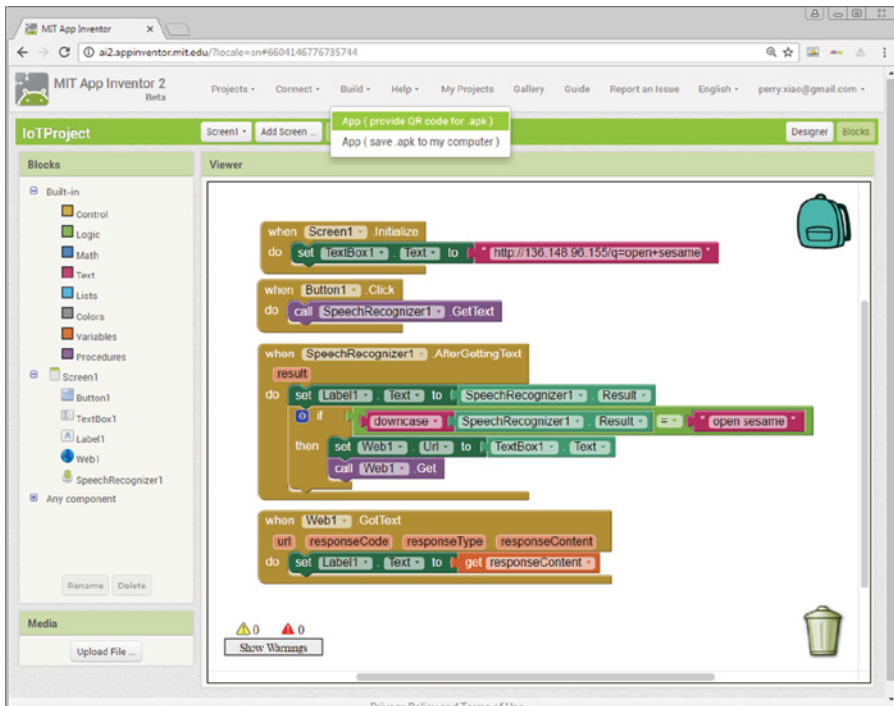 MIT App Inventor
ai2.appinventor.mit.edu/?locale=en#6604146776735744
MIT App Inventor 2
Beta
Projects Connect Build Help My Projects Gallery Guide Report an Issue English perry.xiao@gmail.com
App ( provide QR code for .apk )
App ( save .apk to my computer )
IoTProject Screen1 Add Screen ... Designer Blocks
Blocks
Built-in
Control
Logic
Math
Text
Lists
Colors
Variables
Procedures
Screen1
Button1
TextBox1
Label1
Web1
SpeechRecognizer1
Any component
Rename Delete
Media
Upload File ...
Viewer
when Screen1 .Initialize
do set TextBox1 . Text to " http://136.148.96.155/q=open+sesame "
when Button1 .Click
do call SpeechRecognizer1 .GetText
when SpeechRecognizer1 .AfterGettingText
result
do set Label1 . Text to SpeechRecognizer1 . Result
if downcase SpeechRecognizer1 . Result = " open sesame "
then set Web1 . Url to TextBox1 . Text
call Web1 .Get
when Web1 .GotText
url responseCode responseType responseContent
do set Label1 . Text to get responseContent
0 0
Show Warnings
Privacy Policy and Terms of Use